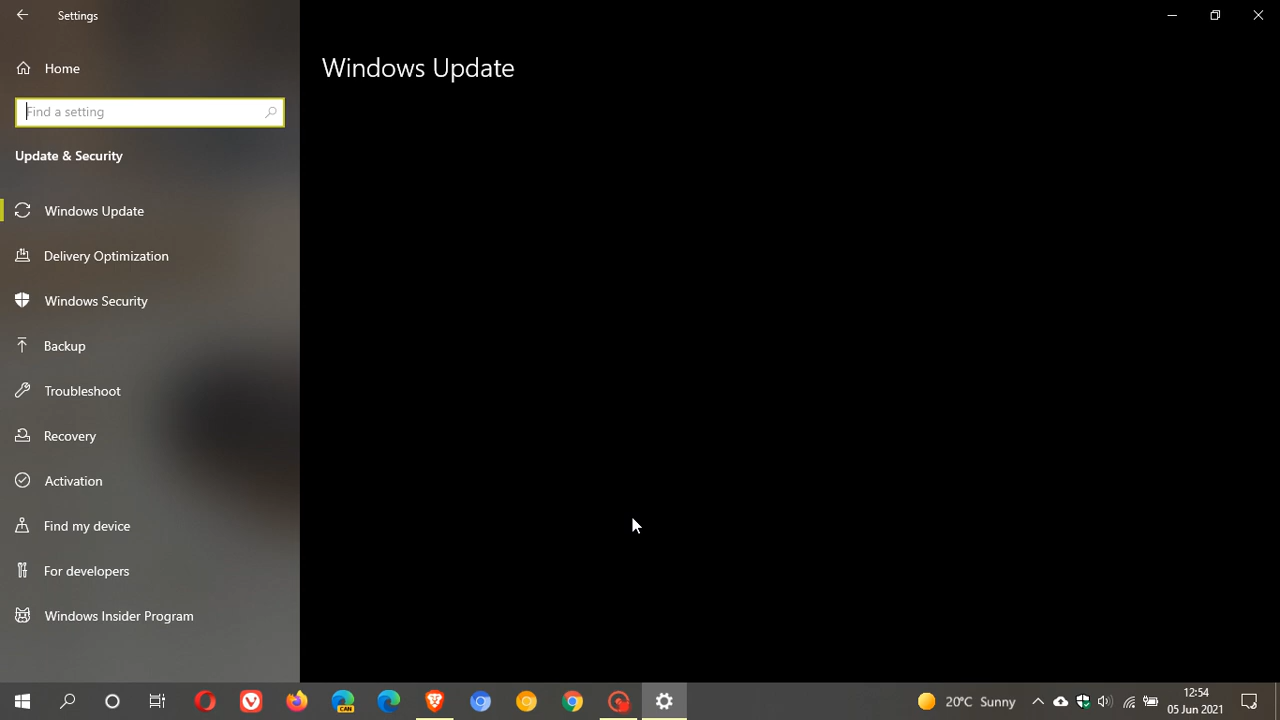 Settings
Home
Find a setting
Update & Security
Windows Update
Delivery Optimization
Windows Security
Backup
Troubleshoot
Recovery
Activation
Find my device
For developers
Windows Insider Program
Windows Update
CAN
20°C Sunny
12:54
05 Jun 2021